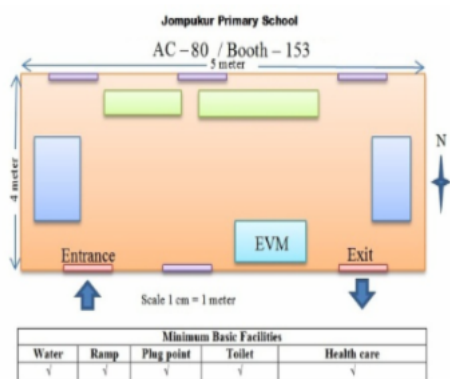 Jompukur Primary School
AC – 80 / Booth – 153
5 meter
4 meter
N
EVM
Entrance
Exit
Scale 1 cm = 1 meter
Minimum Basic Facilities
Water Ramp Plug point Toilet Health care
√ √ √ √ √